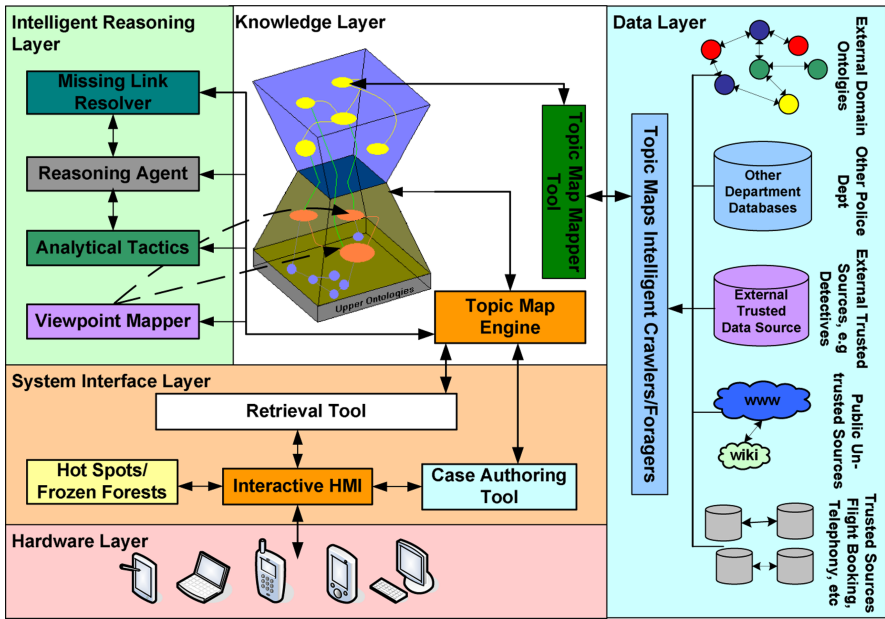 Intelligent Reasoning
Layer
Missing Link
Resolver
Reasoning Agent
Analytical Tactics
Viewpoint Mapper
Knowledge Layer
Upper Ontologies
Topic Map
Engine
Topic Map Mapper
Tool
System Interface Layer
Retrieval Tool
Hot Spots/
Frozen Forests
Interactive HMI
Case Authoring
Tool
Hardware Layer
Data Layer
Topic Maps Intelligent Crawlers/Foragers
External Domain
Ontolgies
Other
Department
Databases
Other Police
Dept
External
Trusted
Data Source
External Trusted
Sources, e.g
Detectives
www
wiki
Public Un-
trusted Sources
Trusted Sources
Flight Booking,
Telephony, etc